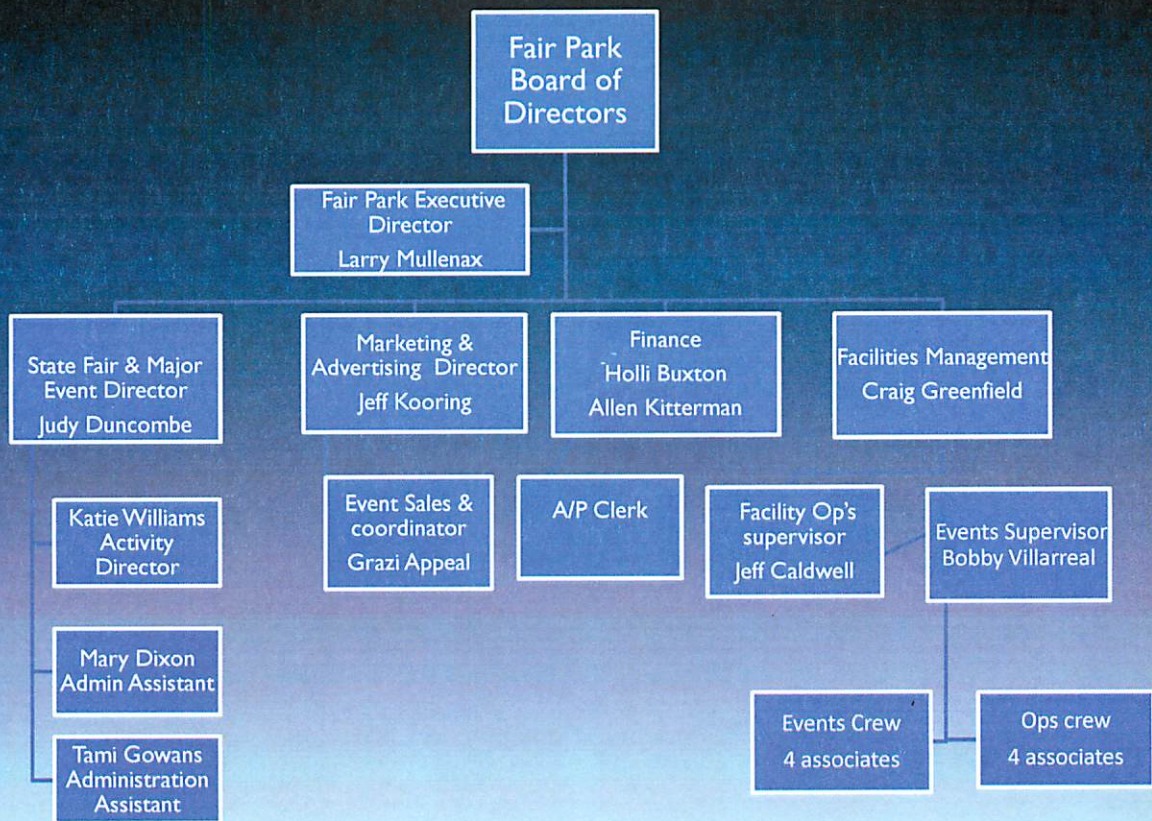 Fair Park
Board of
Directors
Fair Park Executive
Director
Larry Mullenax
State Fair & Major
Event Director
Judy Duncombe
Marketing &
Advertising Director
Jeff Kooring
Finance
Holli Buxton
Allen Kitterman
Facilities Management
Craig Greenfield
Katie Williams
Activity
Director
Event Sales &
coordinator
Grazi Appeal
A/P Clerk
Facility Op's
supervisor
Jeff Caldwell
Events Supervisor
Bobby Villarreal
Mary Dixon
Admin Assistant
Tami Gowans
Administration
Assistant
Events Crew
4 associates
Ops crew
4 associates